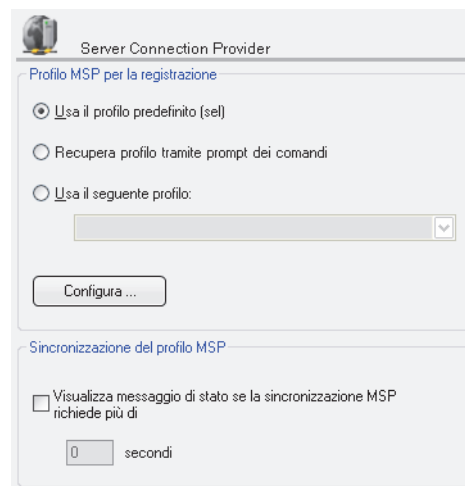 Server Connection Provider
Profilo MSP per la registrazione
Usa il profilo predefinito (sel)
Recupera profilo tramite prompt dei comandi
Usa il seguente profilo:
Configura ...
Sincronizzazione del profilo MSP
Visualizza messaggio di stato se la sincronizzazione MSP
richiede più di
0 secondi